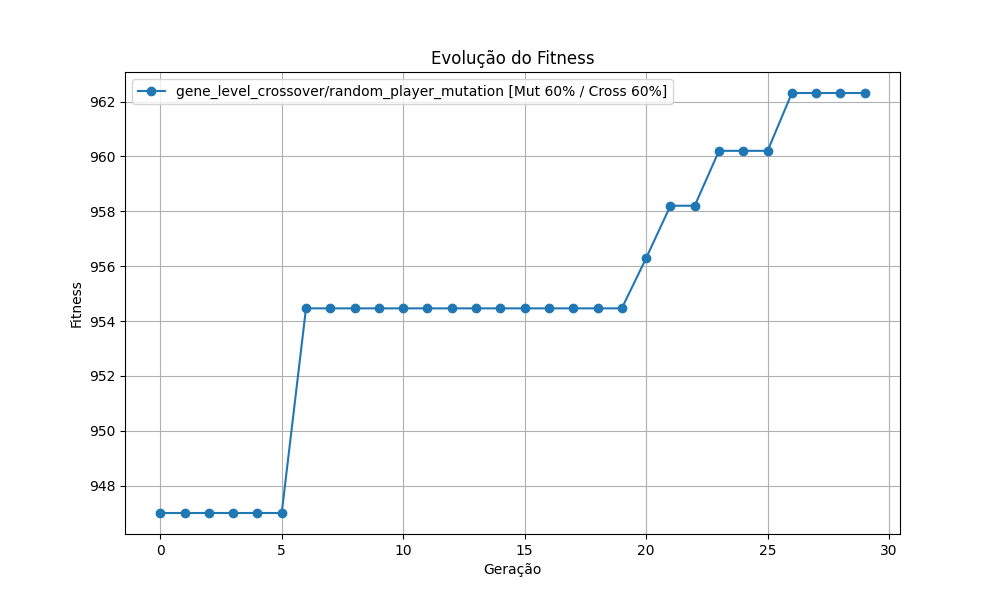 Evolução do Fitness
gene_level_crossover/random_player_mutation [Mut 60% / Cross 60%]
962
960
958
956
954
952
950
948
Fitness
0 5 10 15 20 25 30
Geração